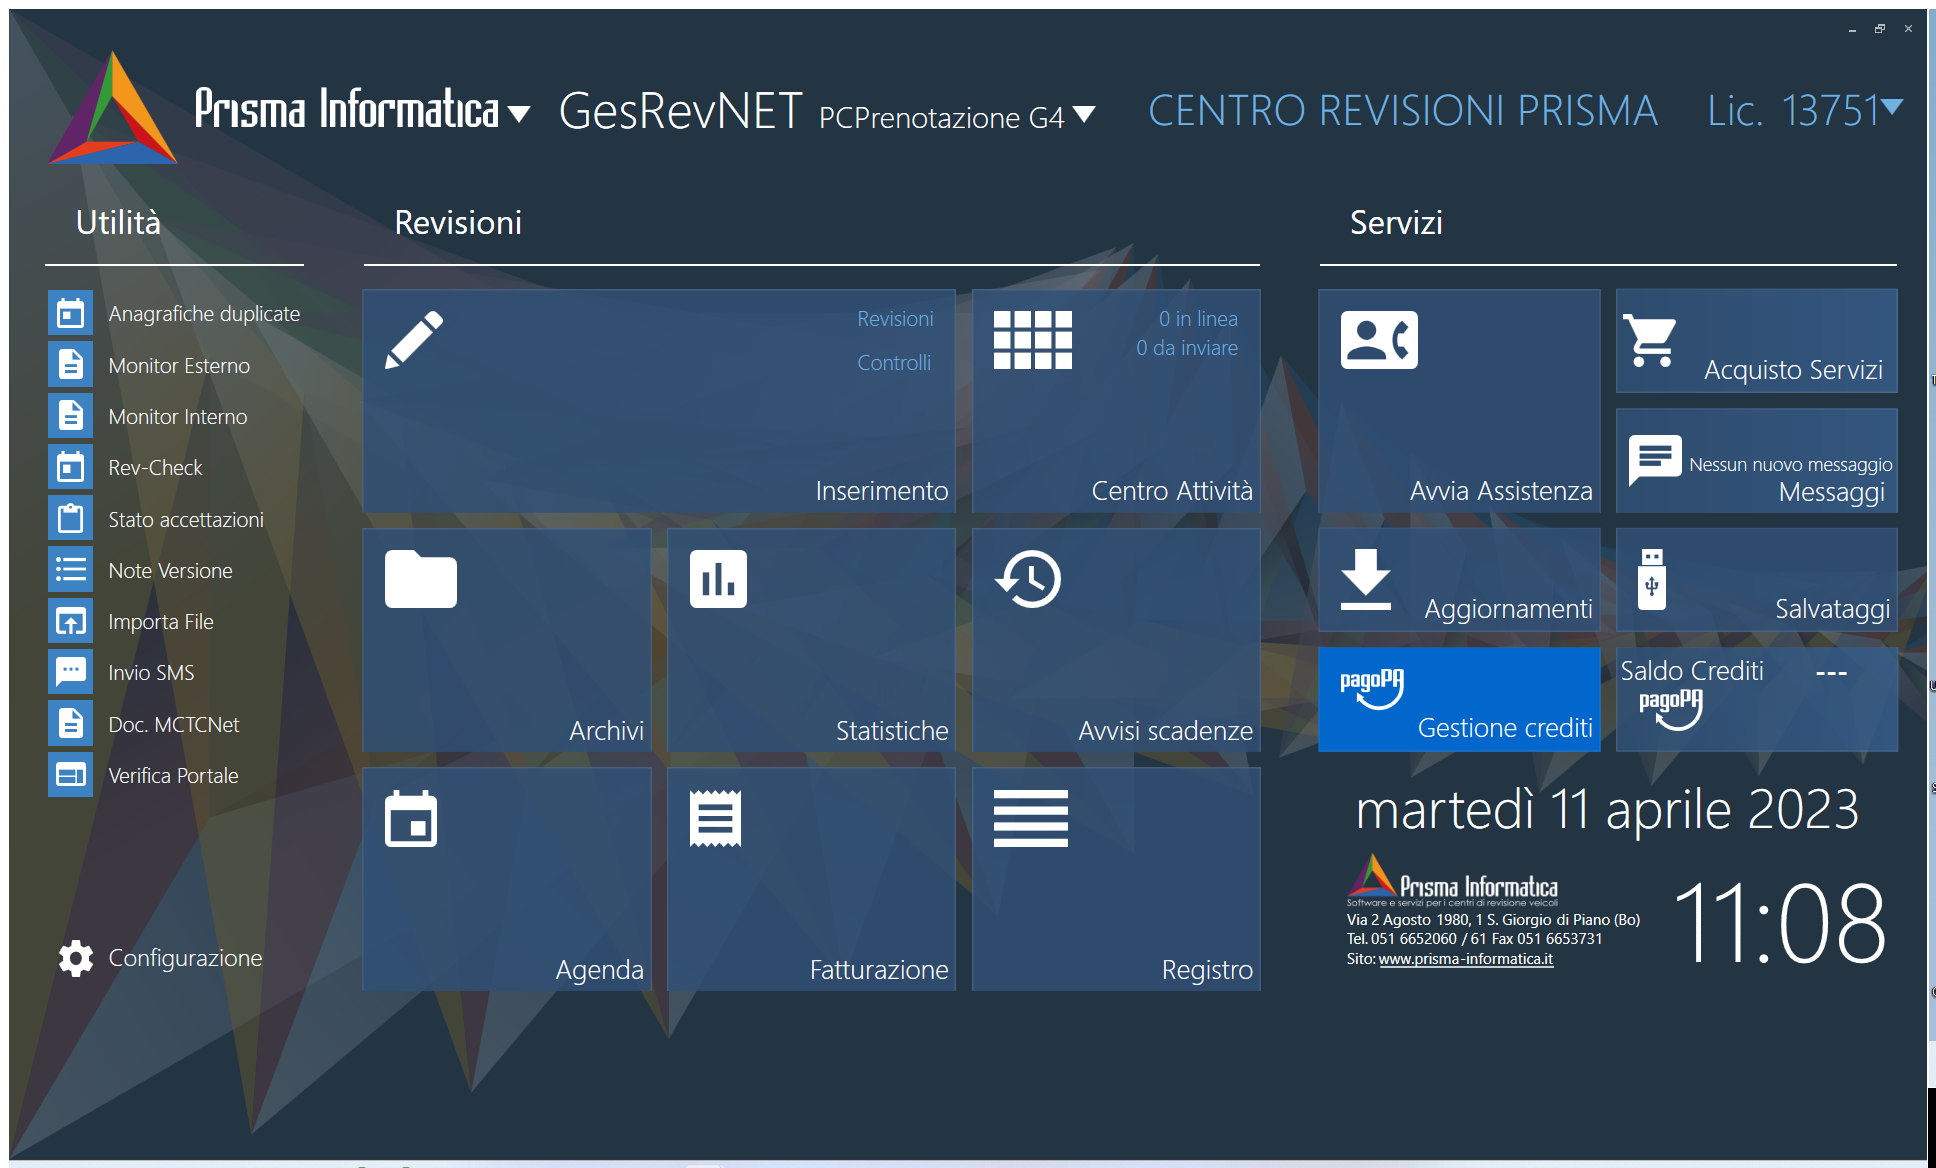 Prisma Informatica
GesRevNET PCPrenotazione G4
CENTRO REVISIONI PRISMA
Lic. 13751
Utilità
Anagrafiche duplicate
Monitor Esterno
Monitor Interno
Rev-Check
Stato accettazioni
Note Versione
Importa File
Invio SMS
Doc. MCTCNet
Verifica Portale
Configurazione
Revisioni
Revisioni
Controlli
Inserimento
0 in linea
0 da inviare
Centro Attività
Archivi
Statistiche
Avvisi scadenze
Agenda
Fatturazione
Registro
Servizi
Avvia Assistenza
Acquisto Servizi
Nessun nuovo messaggio
Messaggi
Aggiornamenti
Salvataggi
pagoPA
Gestione crediti
Saldo Crediti ---
pagoPA
martedì 11 aprile 2023
Prisma Informatica
Software e servizi per i centri di revisione veicoli
Via 2 Agosto 1980, 1 S. Giorgio di Piano (Bo)
Tel. 051 6652060 / 61 Fax 051 6653731
Sito: www.prisma-informatica.it
11:08